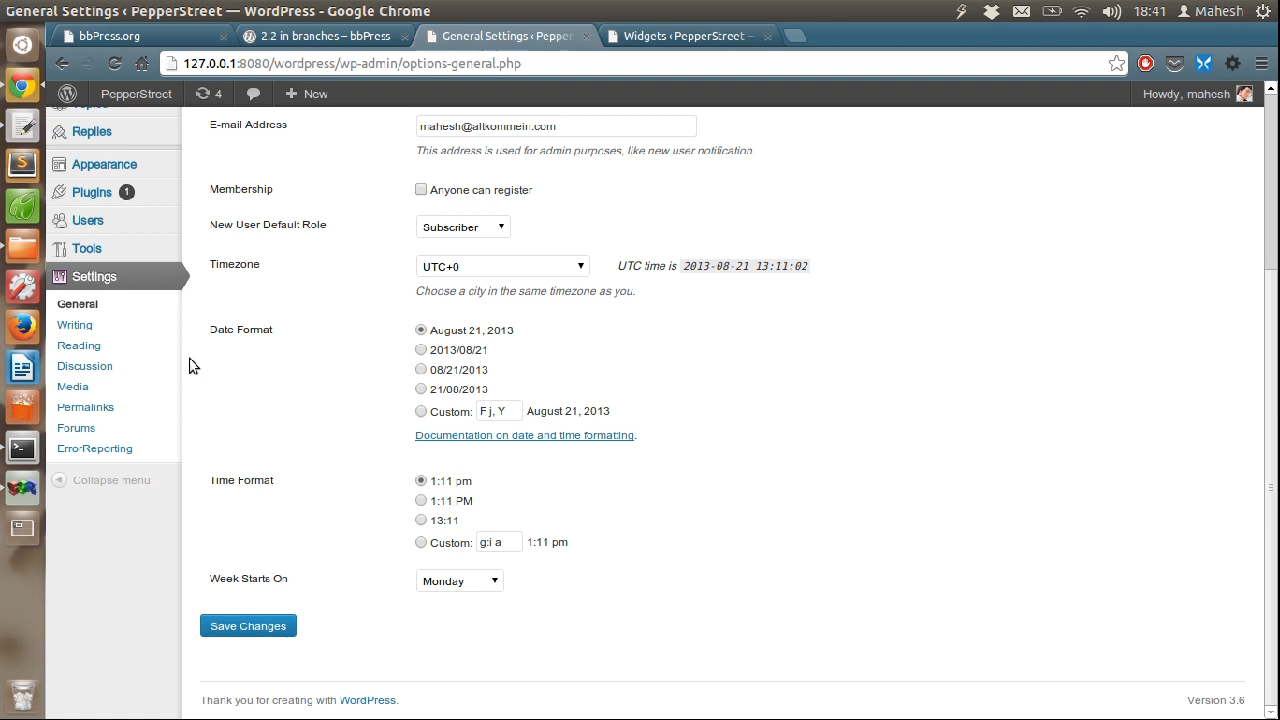 General Settings ‹ PepperStreet — WordPress - Google Chrome
18:41 Mahesh
bbPress.org
2.2 in branches – bbPress
General Settings ‹ Pepper
Widgets ‹ PepperStreet —
127.0.0.1:8080/wordpress/wp-admin/options-general.php
PepperStreet 4 + New
Howdy, mahesh
Replies
Appearance
Plugins 1
Users
Tools
Settings
General
Writing
Reading
Discussion
Media
Permalinks
Forums
ErrorReporting
Collapse menu
E-mail Address
mahesh@altkommein.com
This address is used for admin purposes, like new user notification.
Membership
Anyone can register
New User Default Role
Subscriber
Timezone
UTC+0
UTC time is 2013-08-21 13:11:02
Choose a city in the same timezone as you.
Date Format
August 21, 2013
2013/08/21
08/21/2013
21/08/2013
Custom: F j, Y August 21, 2013
Documentation on date and time formatting.
Time Format
1:11 pm
1:11 PM
13:11
Custom: g:i a 1:11 pm
Week Starts On
Monday
Save Changes
Thank you for creating with WordPress.
Version 3.6